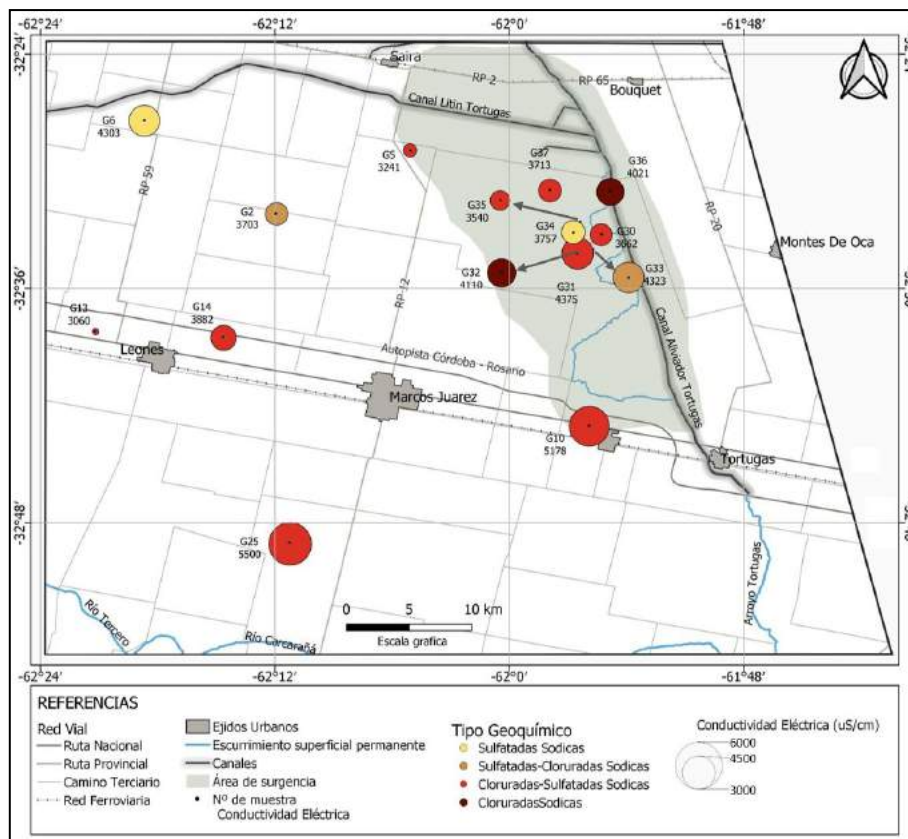 -62°24'
-62°12'
-62°0'
-61°48'
-32°24'
Saira
RP 2
RP 65
Bouquet
Canal Litin Tortugas
G6
4303
G5
3241
G37
3713
G36
4021
RP 59
G2
3703
G35
3540
G34
3757
G30
3662
RP-20
Montes De Oca
G32
4110
G31
4375
G33
4323
-32°36'
RP-12
G13
3060
G14
3882
Leones
Autopista Córdoba - Rosario
Canal Aliviador Tortugas
Marcos Juarez
G10
5178
Tortugas
-32°48'
G25
5500
0 5 10 km
Escala grafica
Arroyo Tortugas
Río Tercero
Río Carcarañá
-62°24'
-62°12'
-62°0'
-61°48'
REFERENCIAS
Red Vial
Ruta Nacional
Ruta Provincial
Camino Terciario
Red Ferroviaria
Ejidos Urbanos
Escurrimiento superficial permanente
Canales
Área de surgencia
Nº de muestra
Conductividad Eléctrica
Tipo Geoquímico
Sulfatadas Sodicas
Sulfatadas-Cloruradas Sodicas
Cloruradas-Sulfatadas Sodicas
CloruradasSodicas
Conductividad Eléctrica (uS/cm)
6000
4500
3000